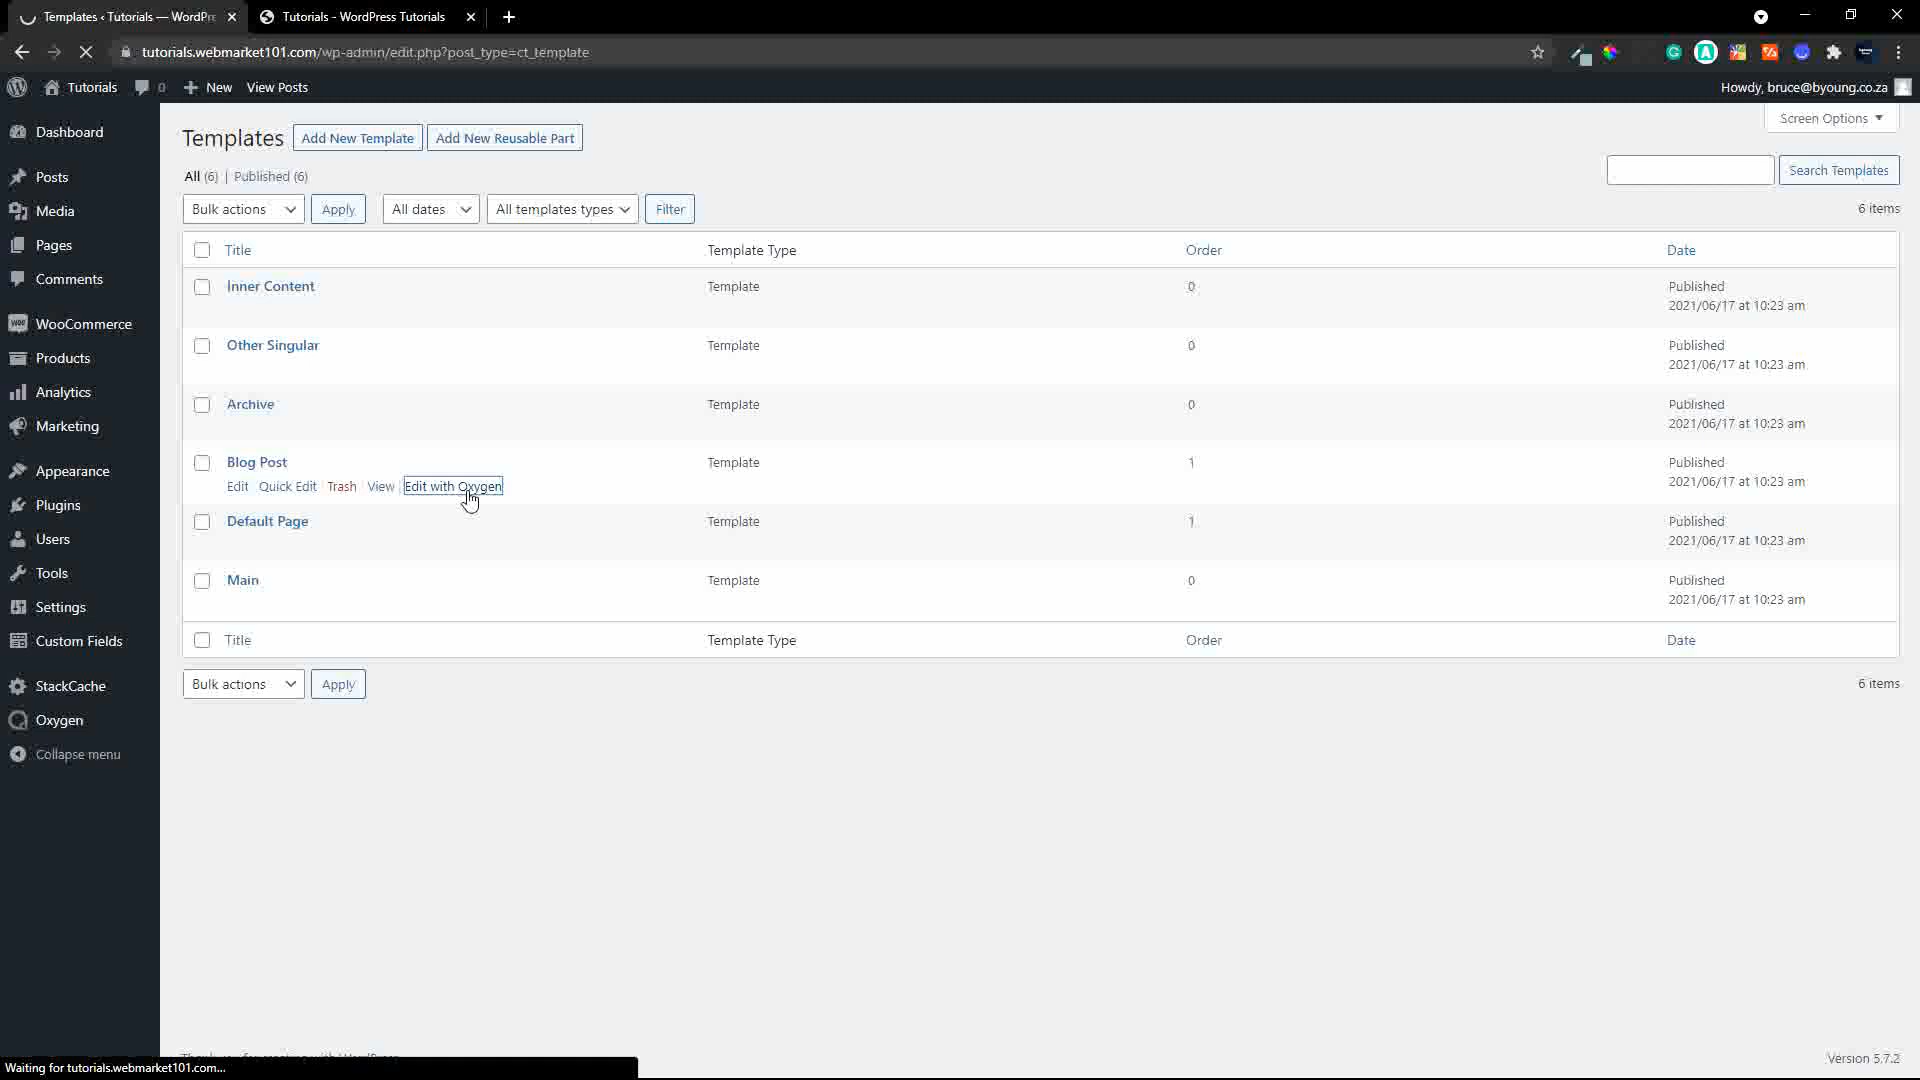 Templates ‹ Tutorials — WordPr
Tutorials - WordPress Tutorials
tutorials.webmarket101.com/wp-admin/edit.php?post_type=ct_template
Tutorials
0
New
View Posts
Howdy, bruce@byoung.co.za
Dashboard
Posts
Media
Pages
Comments
WooCommerce
Products
Analytics
Marketing
Appearance
Plugins
Users
Tools
Settings
Custom Fields
StackCache
Oxygen
Collapse menu
Screen Options
Templates
Add New Template
Add New Reusable Part
All (6) | Published (6)
Search Templates
Bulk actions
Apply
All dates
All templates types
Filter
6 items
Title Template Type Order Date
Inner Content Template 0 Published
2021/06/17 at 10:23 am
Other Singular Template 0 Published
2021/06/17 at 10:23 am
Archive Template 0 Published
2021/06/17 at 10:23 am
Blog Post Template 1 Published
Edit Quick Edit Trash View Edit with Oxygen 2021/06/17 at 10:23 am
Default Page Template 1 Published
2021/06/17 at 10:23 am
Main Template 0 Published
2021/06/17 at 10:23 am
Title Template Type Order Date
Bulk actions
Apply
6 items
Version 5.7.2
Waiting for tutorials.webmarket101.com...